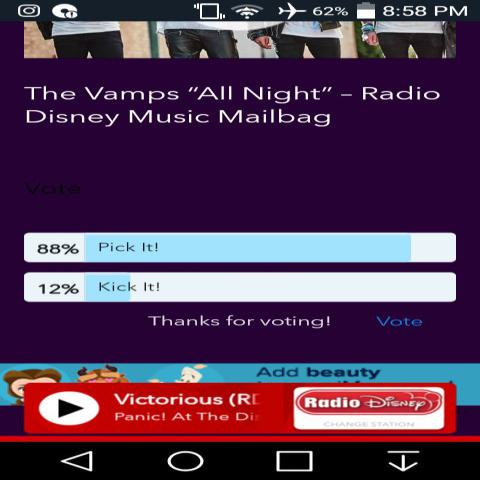 62% 8:58 PM
The Vamps “All Night” – Radio
Disney Music Mailbag
Vote
88% Pick It!
12% Kick It!
Thanks for voting! Vote
Add beauty
Victorious (RD
Panic! At The Dis
Radio Disney
CHANGE STATION